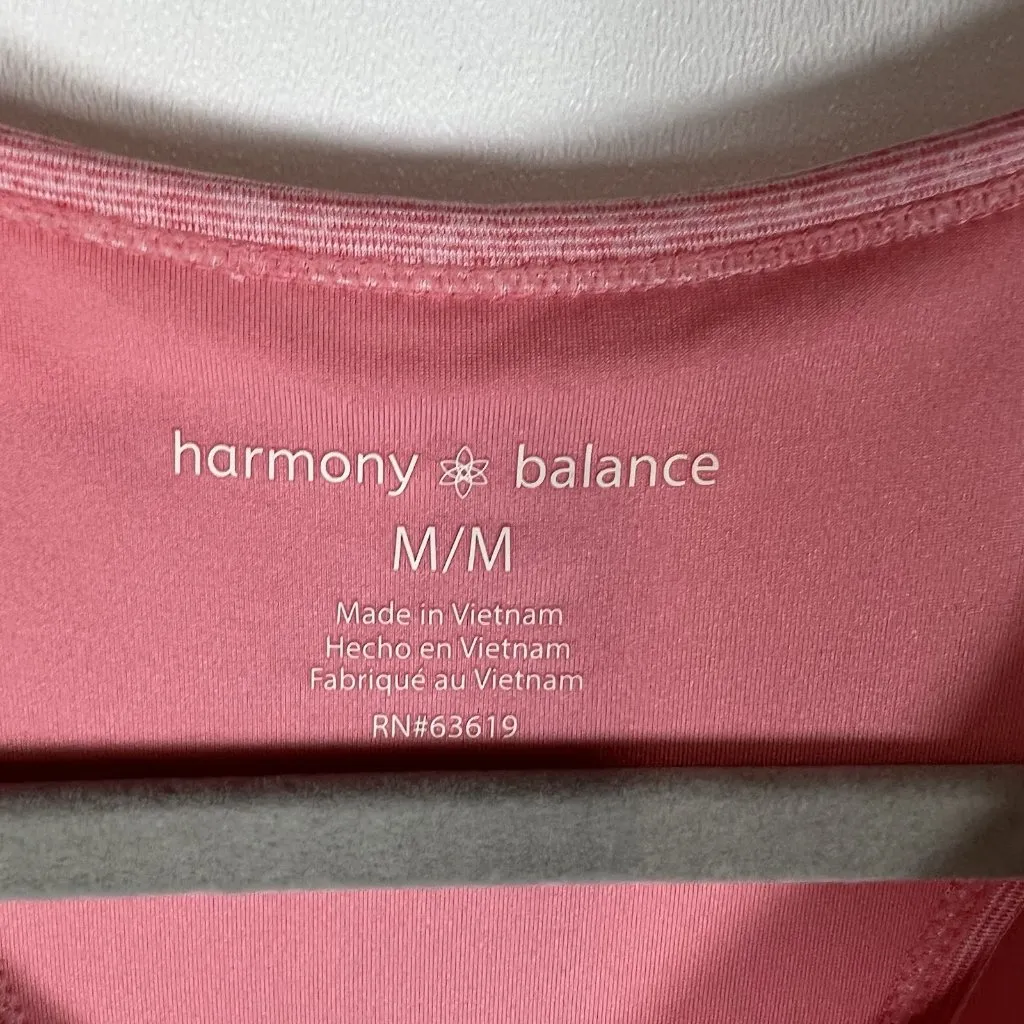 harmony balance
M/M
Made in Vietnam
Hecho en Vietnam
Fabriqué au Vietnam
RN#63619